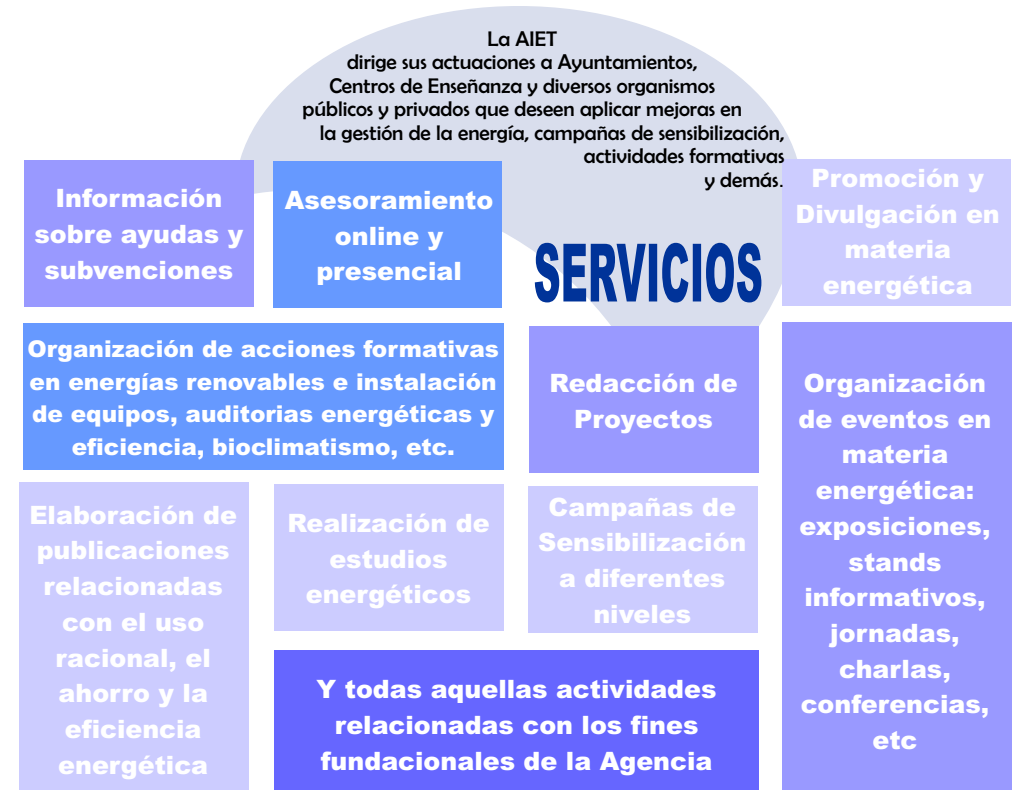 La AIET
dirige sus actuaciones a Ayuntamientos,
Centros de Enseñanza y diversos organismos
públicos y privados que deseen aplicar mejoras en
la gestión de la energía, campañas de sensibilización,
actividades formativas
y demás.
Información
sobre ayudas y
subvenciones
Asesoramiento
online y
presencial
SERVICIOS
Promoción y
Divulgación en
materia
energética
Organización de acciones formativas
en energías renovables e instalación
de equipos, auditorias energéticas y
eficiencia, bioclimatismo, etc.
Redacción de
Proyectos
Organización
de eventos en
materia
energética:
exposiciones,
stands
informativos,
jornadas,
charlas,
conferencias,
etc
Elaboración de
publicaciones
relacionadas
con el uso
racional, el
ahorro y la
eficiencia
energética
Realización de
estudios
energéticos
Campañas de
Sensibilización
a diferentes
niveles
Y todas aquellas actividades
relacionadas con los fines
fundacionales de la Agencia